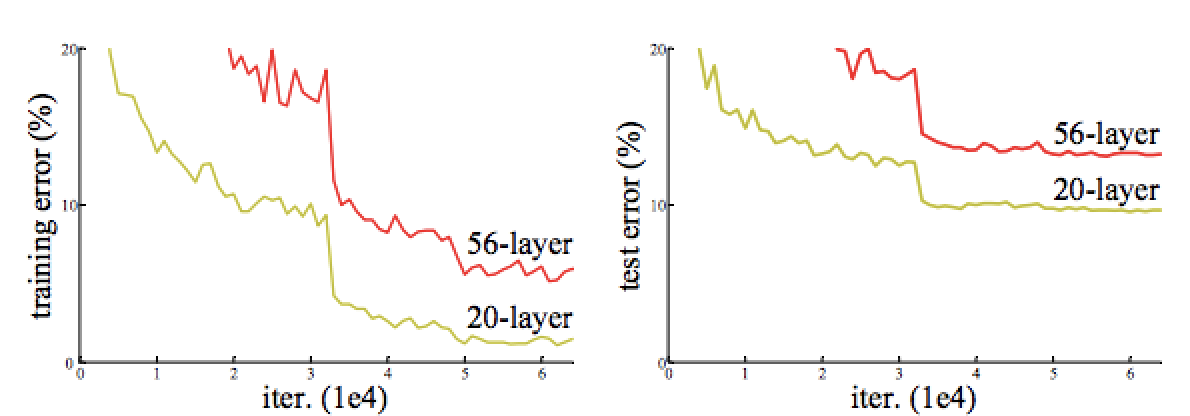 training error (%)
20
10
0
0 1 2 3 4 5 6
iter. (1e4)
56-layer
20-layer
test error (%)
20
10
0
0 1 2 3 4 5 6
iter. (1e4)
56-layer
20-layer